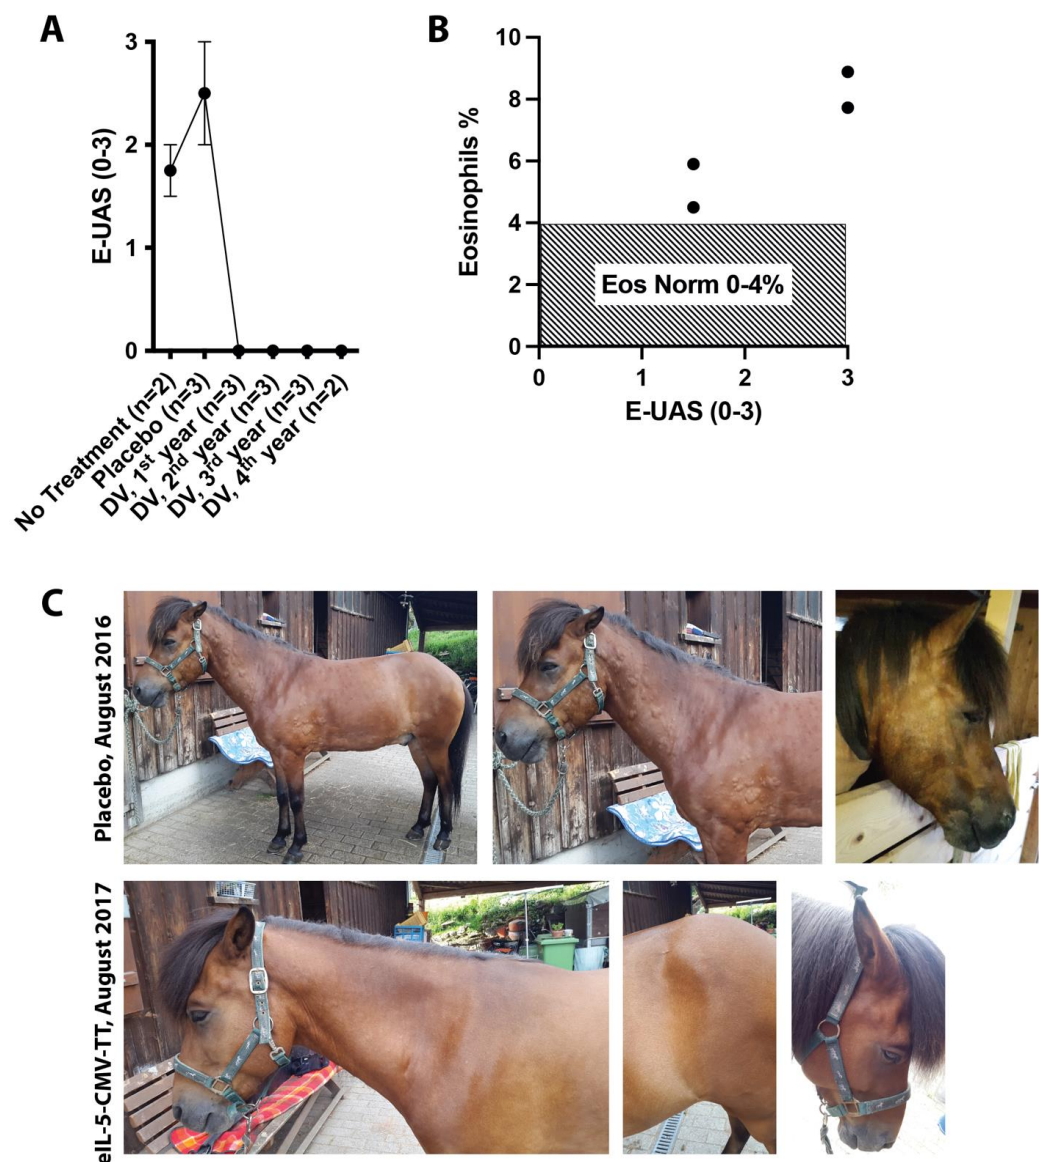 A
3
2
1
0
E-UAS (0-3)
No Treatment (n=2)
Placebo (n=3)
DV, 1st year (n=3)
DV, 2nd year (n=3)
DV, 3rd year (n=3)
DV, 4th year (n=2)
B
10
8
6
4
2
0
Eosinophils %
Eos Norm 0-4%
0 1 2 3
E-UAS (0-3)
C
Placebo, August 2016
eIL-5-CMV-TT, August 2017